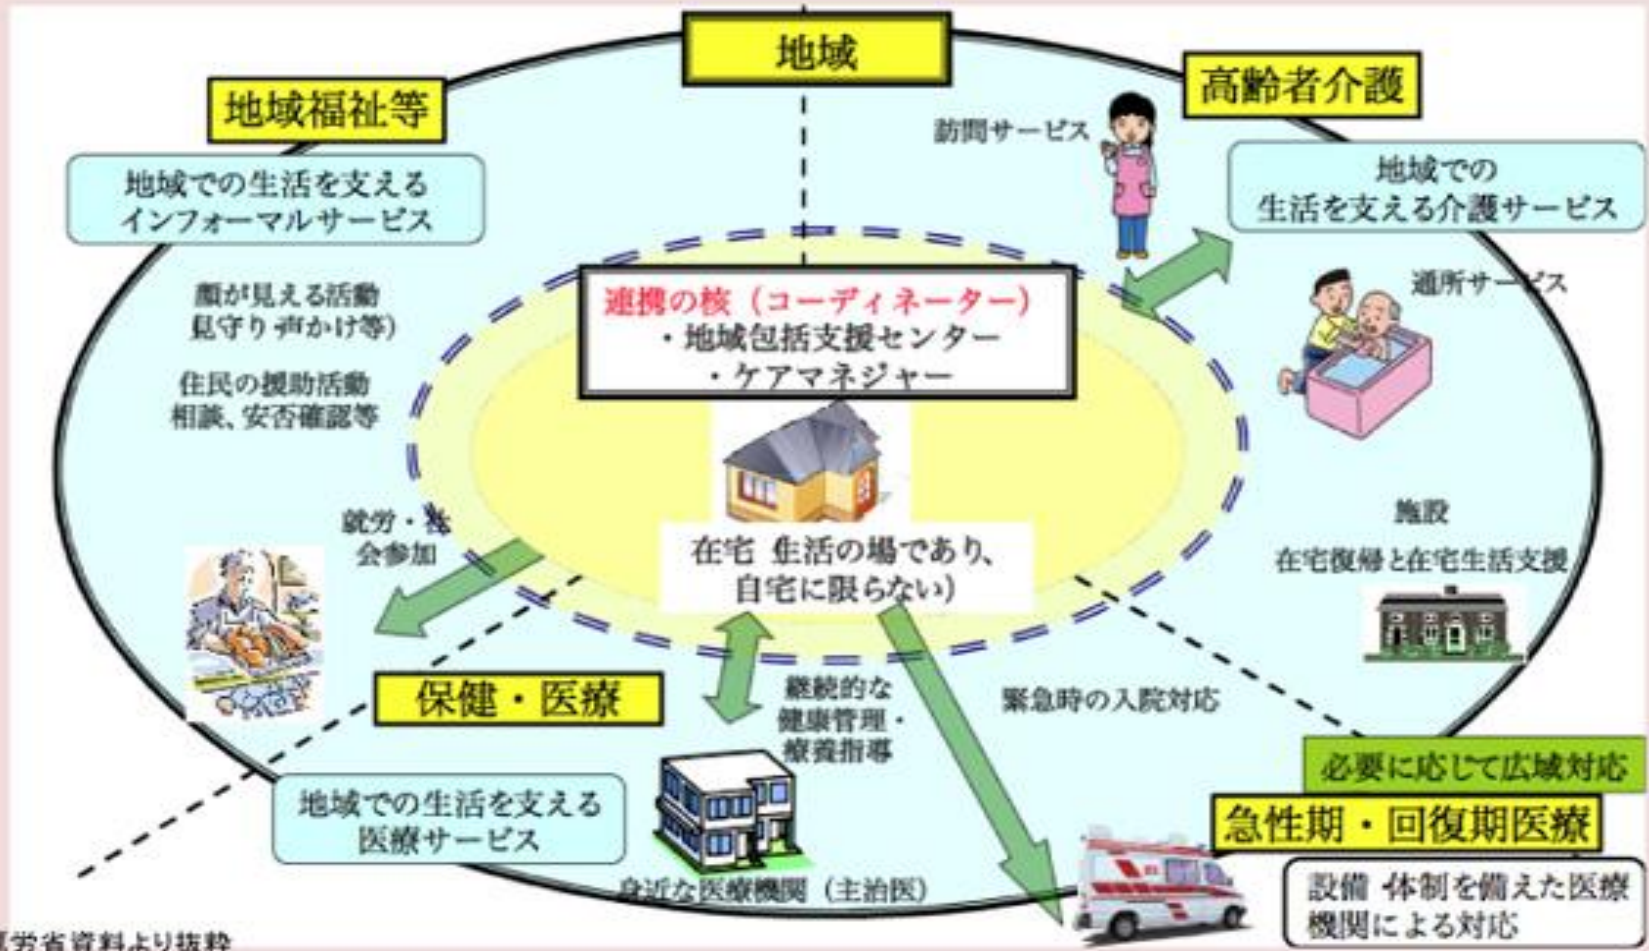 地域
地域福祉等
高齢者介護
地域での生活を支える
インフォーマルサービス
訪問サービス
地域での
生活を支える介護サービス
連携の核（コーディネーター）
・地域包括支援センター
・ケアマネジャー
顔が見える活動
見守り声かけ等）
住民の援助活動
相談、安否確認等
通所サービス
就労・社
会参加
在宅 生活の場であり、
自宅に限らない）
施設
在宅復帰と在宅生活支援
保健・医療
継続的な
健康管理・
療養指導
緊急時の入院対応
地域での生活を支える
医療サービス
身近な医療機関（主治医）
必要に応じて広域対応
急性期・回復期医療
設備 体制を備えた医療
機関による対応
労省資料より抜粋